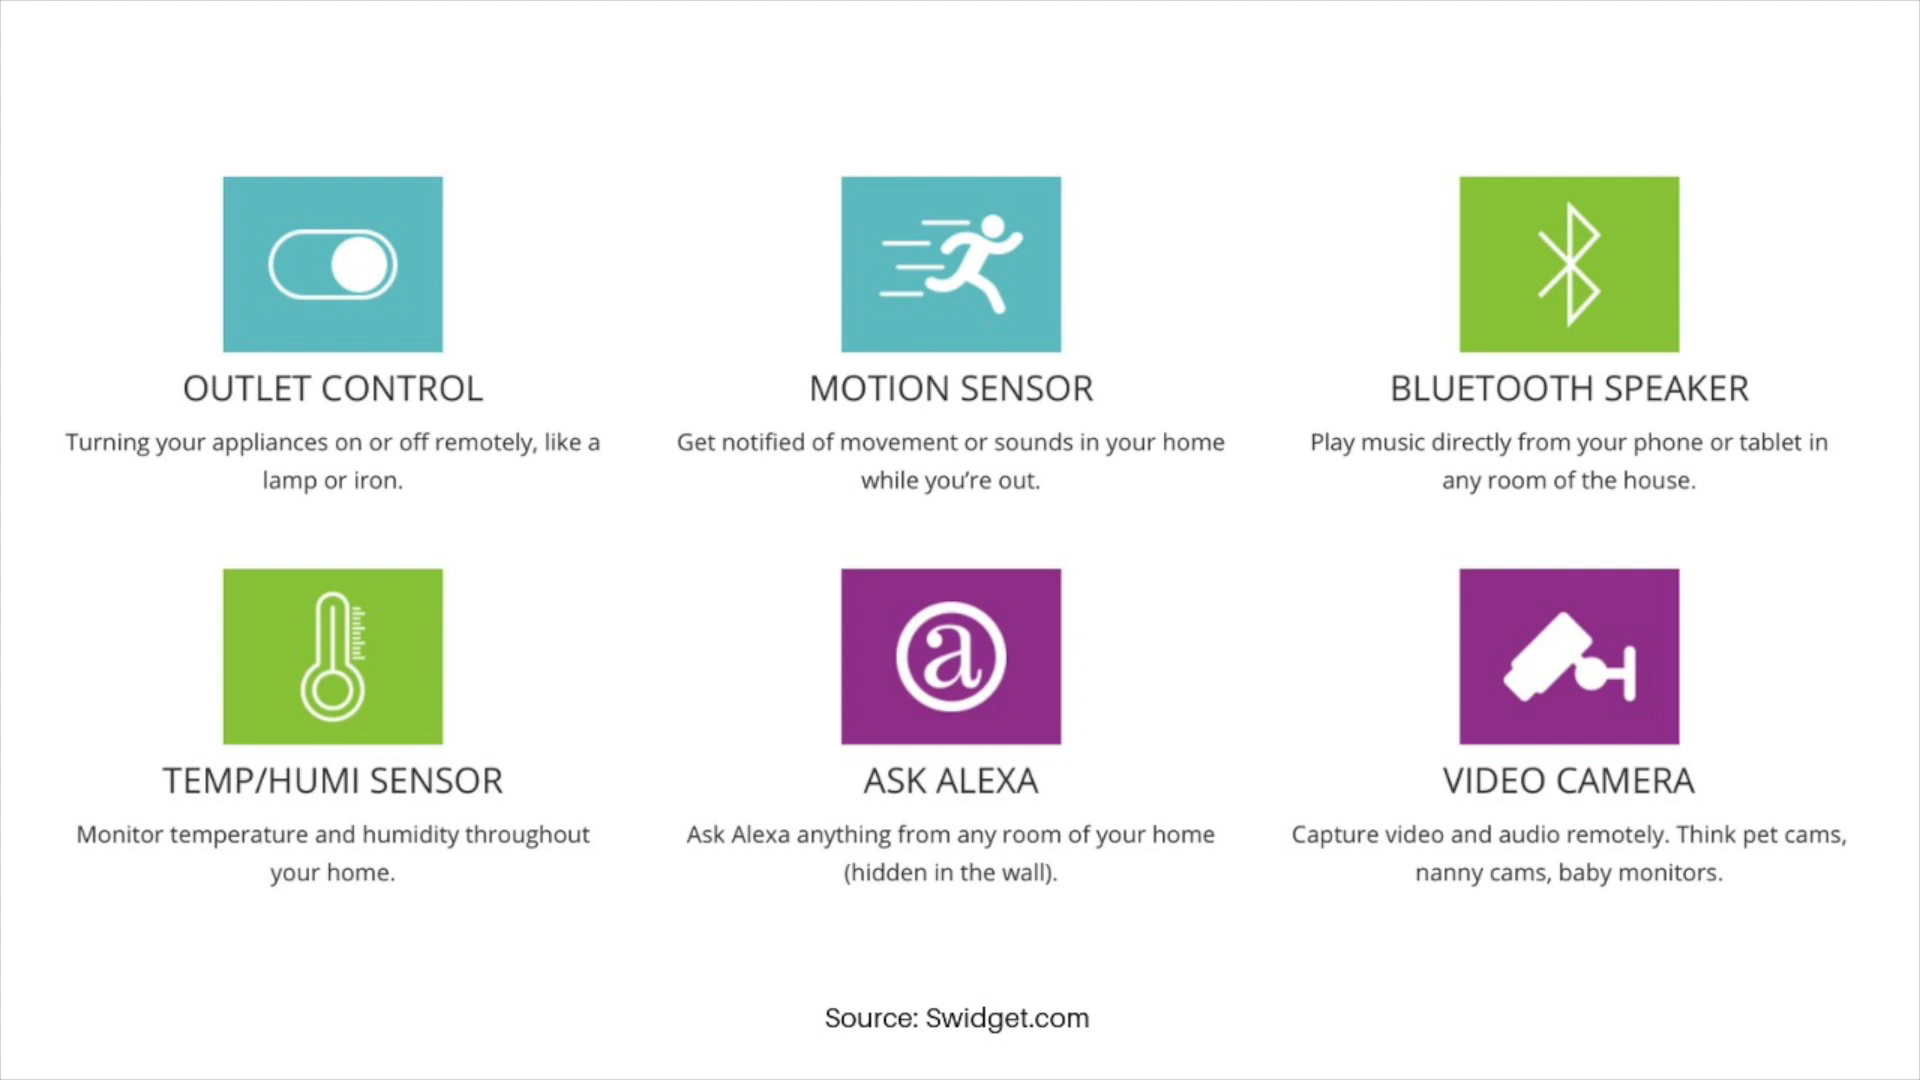 OUTLET CONTROL
Turning your appliances on or off remotely, like a
lamp or iron.
MOTION SENSOR
Get notified of movement or sounds in your home
while you’re out.
BLUETOOTH SPEAKER
Play music directly from your phone or tablet in
any room of the house.
TEMP/HUMI SENSOR
Monitor temperature and humidity throughout
your home.
a
ASK ALEXA
Ask Alexa anything from any room of your home
(hidden in the wall).
VIDEO CAMERA
Capture video and audio remotely. Think pet cams,
nanny cams, baby monitors.
Source: Swidget.com